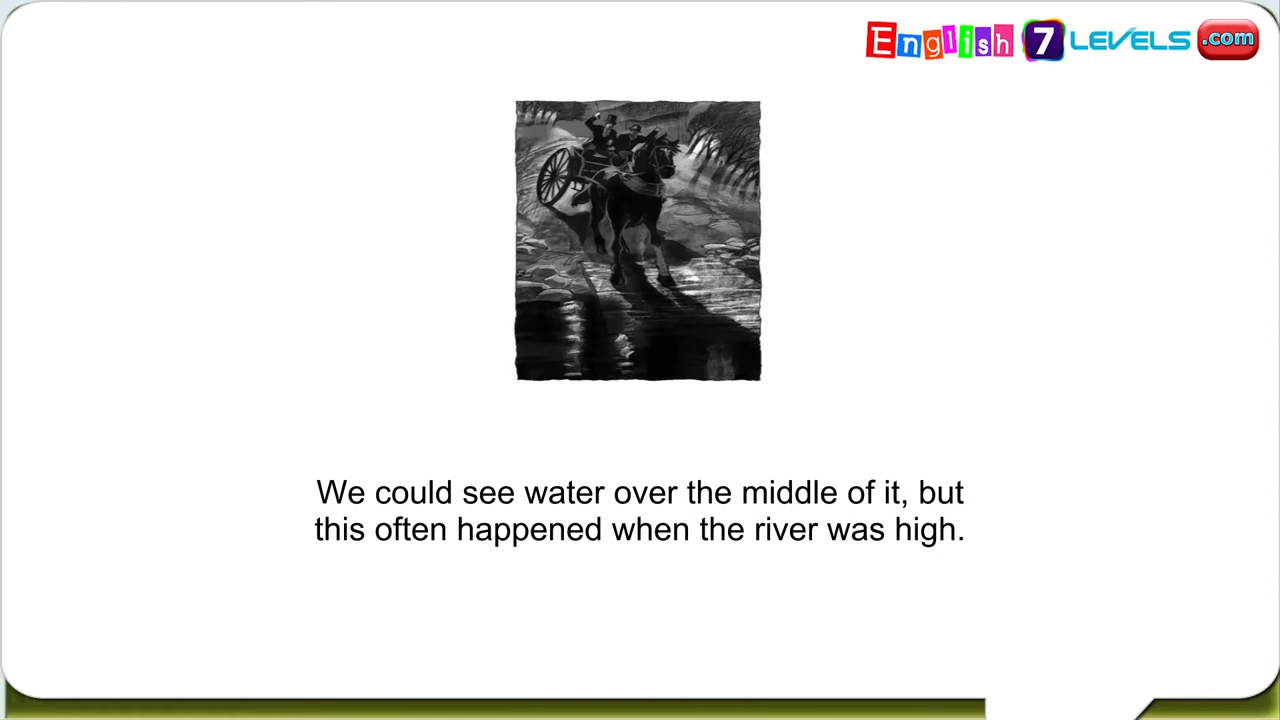 English 7 LEVELS .com
We could see water over the middle of it, but
this often happened when the river was high.